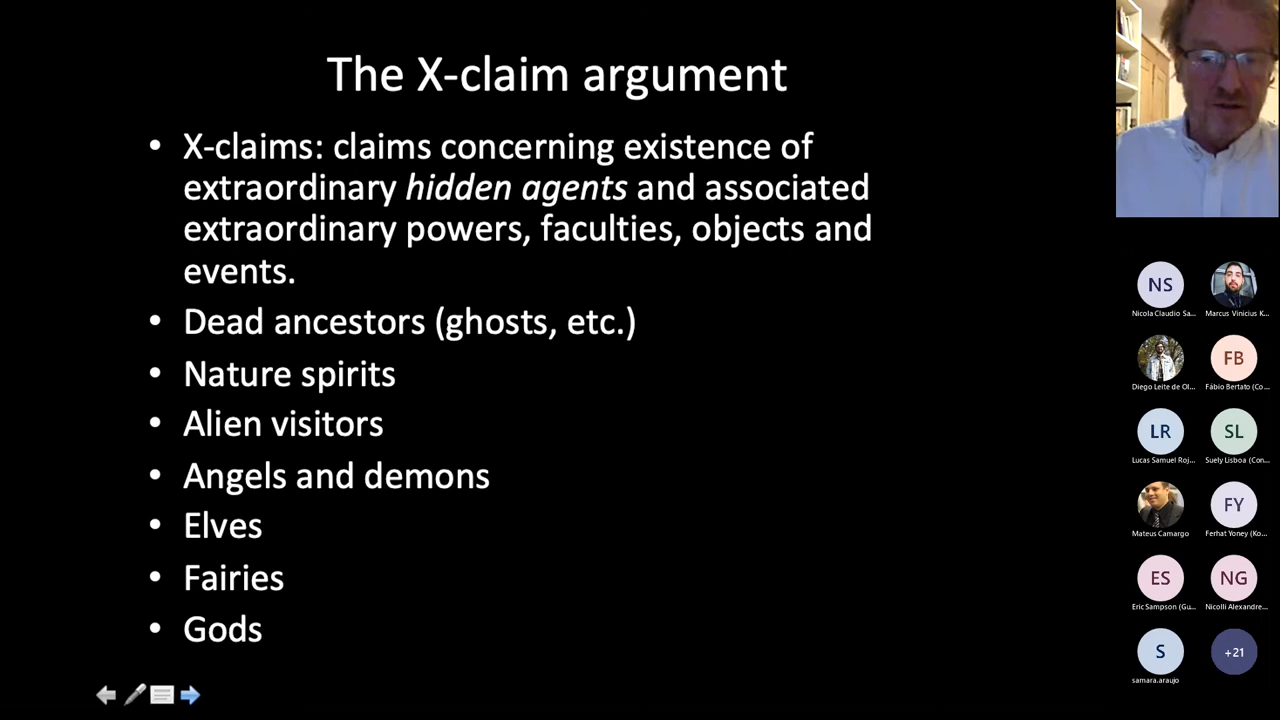 The X-claim argument
• X-claims: claims concerning existence of
extraordinary hidden agents and associated
extraordinary powers, faculties, objects and
events.
• Dead ancestors (ghosts, etc.)
• Nature spirits
• Alien visitors
• Angels and demons
• Elves
• Fairies
• Gods
NS
Nicola Claudio Sa...
Marcus Vinicius K...
Diego Leite de Ol...
FB
Fábio Bertato (Co...
LR
Lucas Samuel Roj...
SL
Suely Lisboa (Con...
Mateus Camargo
FY
Ferhat Yoney (Ko...
ES
Eric Sampson (Gu...
NG
Nicolli Alexandre...
S
samara.araujo
+21